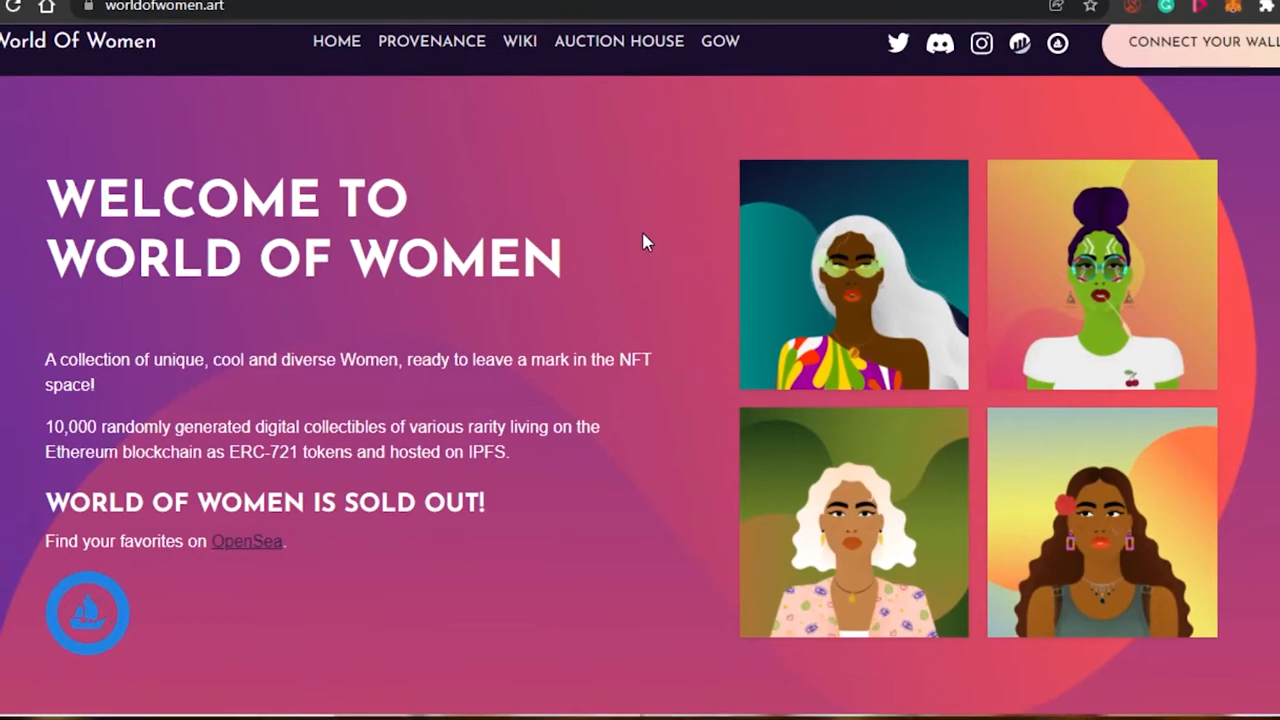 worldofwomen.art
World Of Women
HOME PROVENANCE WIKI AUCTION HOUSE GOW
CONNECT YOUR WALL
WELCOME TO
WORLD OF WOMEN
A collection of unique, cool and diverse Women, ready to leave a mark in the NFT
space!
10,000 randomly generated digital collectibles of various rarity living on the
Ethereum blockchain as ERC-721 tokens and hosted on IPFS.
WORLD OF WOMEN IS SOLD OUT!
Find your favorites on OpenSea.